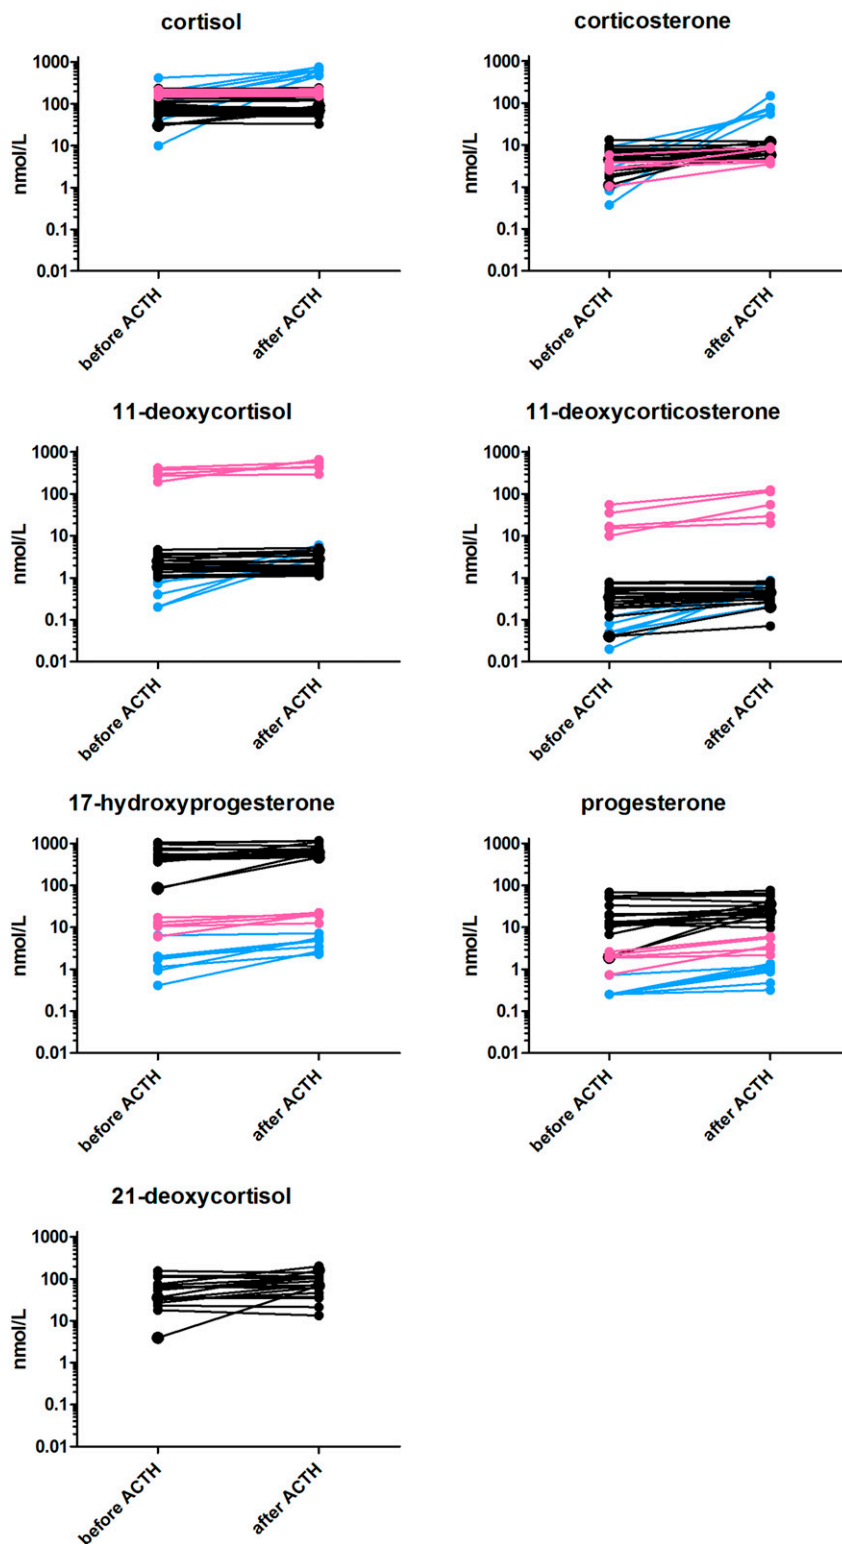 cortisol
nmol/L
1000
100
10
1
0.1
0.01
before ACTH
after ACTH
corticosterone
nmol/L
1000
100
10
1
0.1
0.01
before ACTH
after ACTH
11-deoxycortisol
nmol/L
1000
100
10
1
0.1
0.01
before ACTH
after ACTH
11-deoxycorticosterone
nmol/L
1000
100
10
1
0.1
0.01
before ACTH
after ACTH
17-hydroxyprogesterone
nmol/L
1000
100
10
1
0.1
0.01
before ACTH
after ACTH
progesterone
nmol/L
1000
100
10
1
0.1
0.01
before ACTH
after ACTH
21-deoxycortisol
nmol/L
1000
100
10
1
0.1
0.01
before ACTH
after ACTH